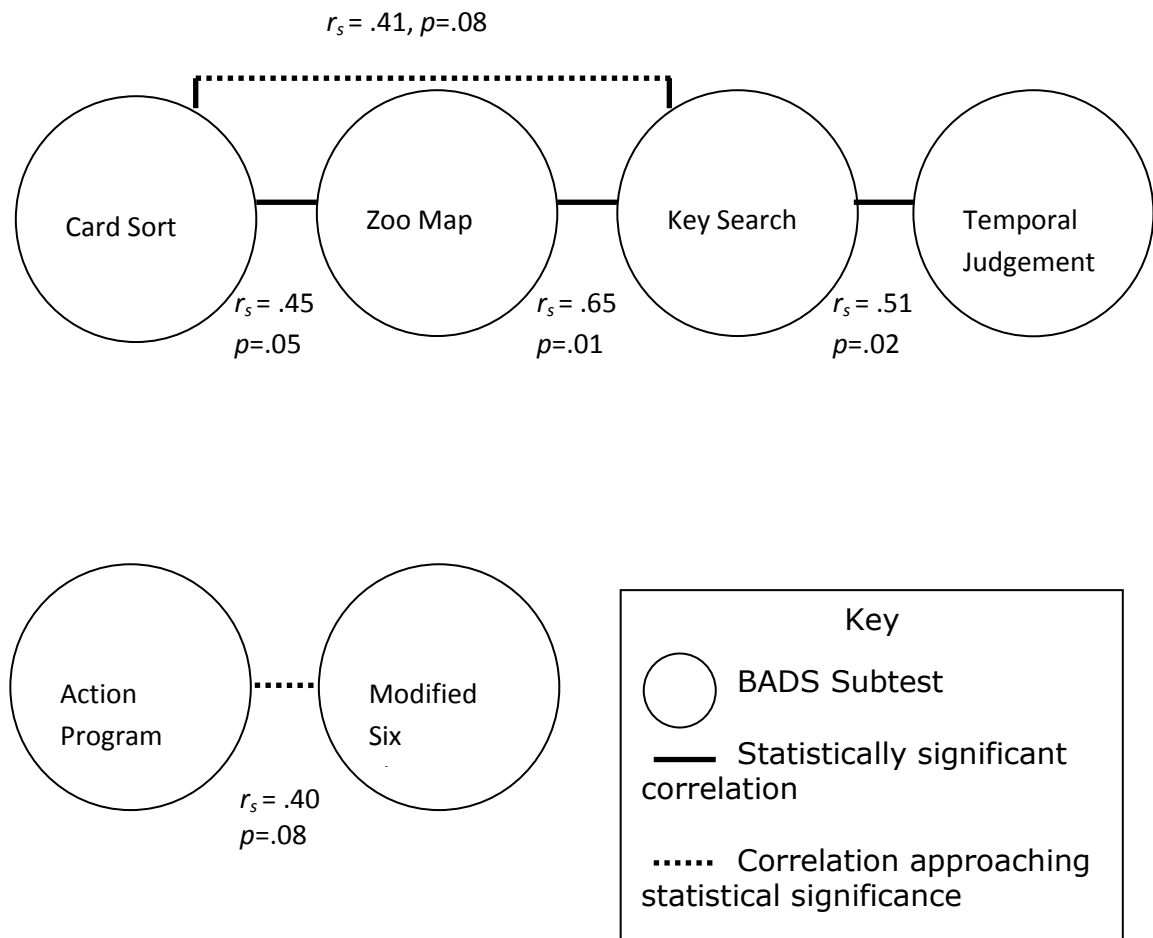 rs = .41, p=.08
Card Sort
Zoo Map
Key Search
Temporal
Judgement
rs = .45
p=.05
rs = .65
p=.01
rs = .51
p=.02
Action
Program
Modified
Six
rs = .40
p=.08
Key
BADS Subtest
Statistically significant
correlation
Correlation approaching
statistical significance